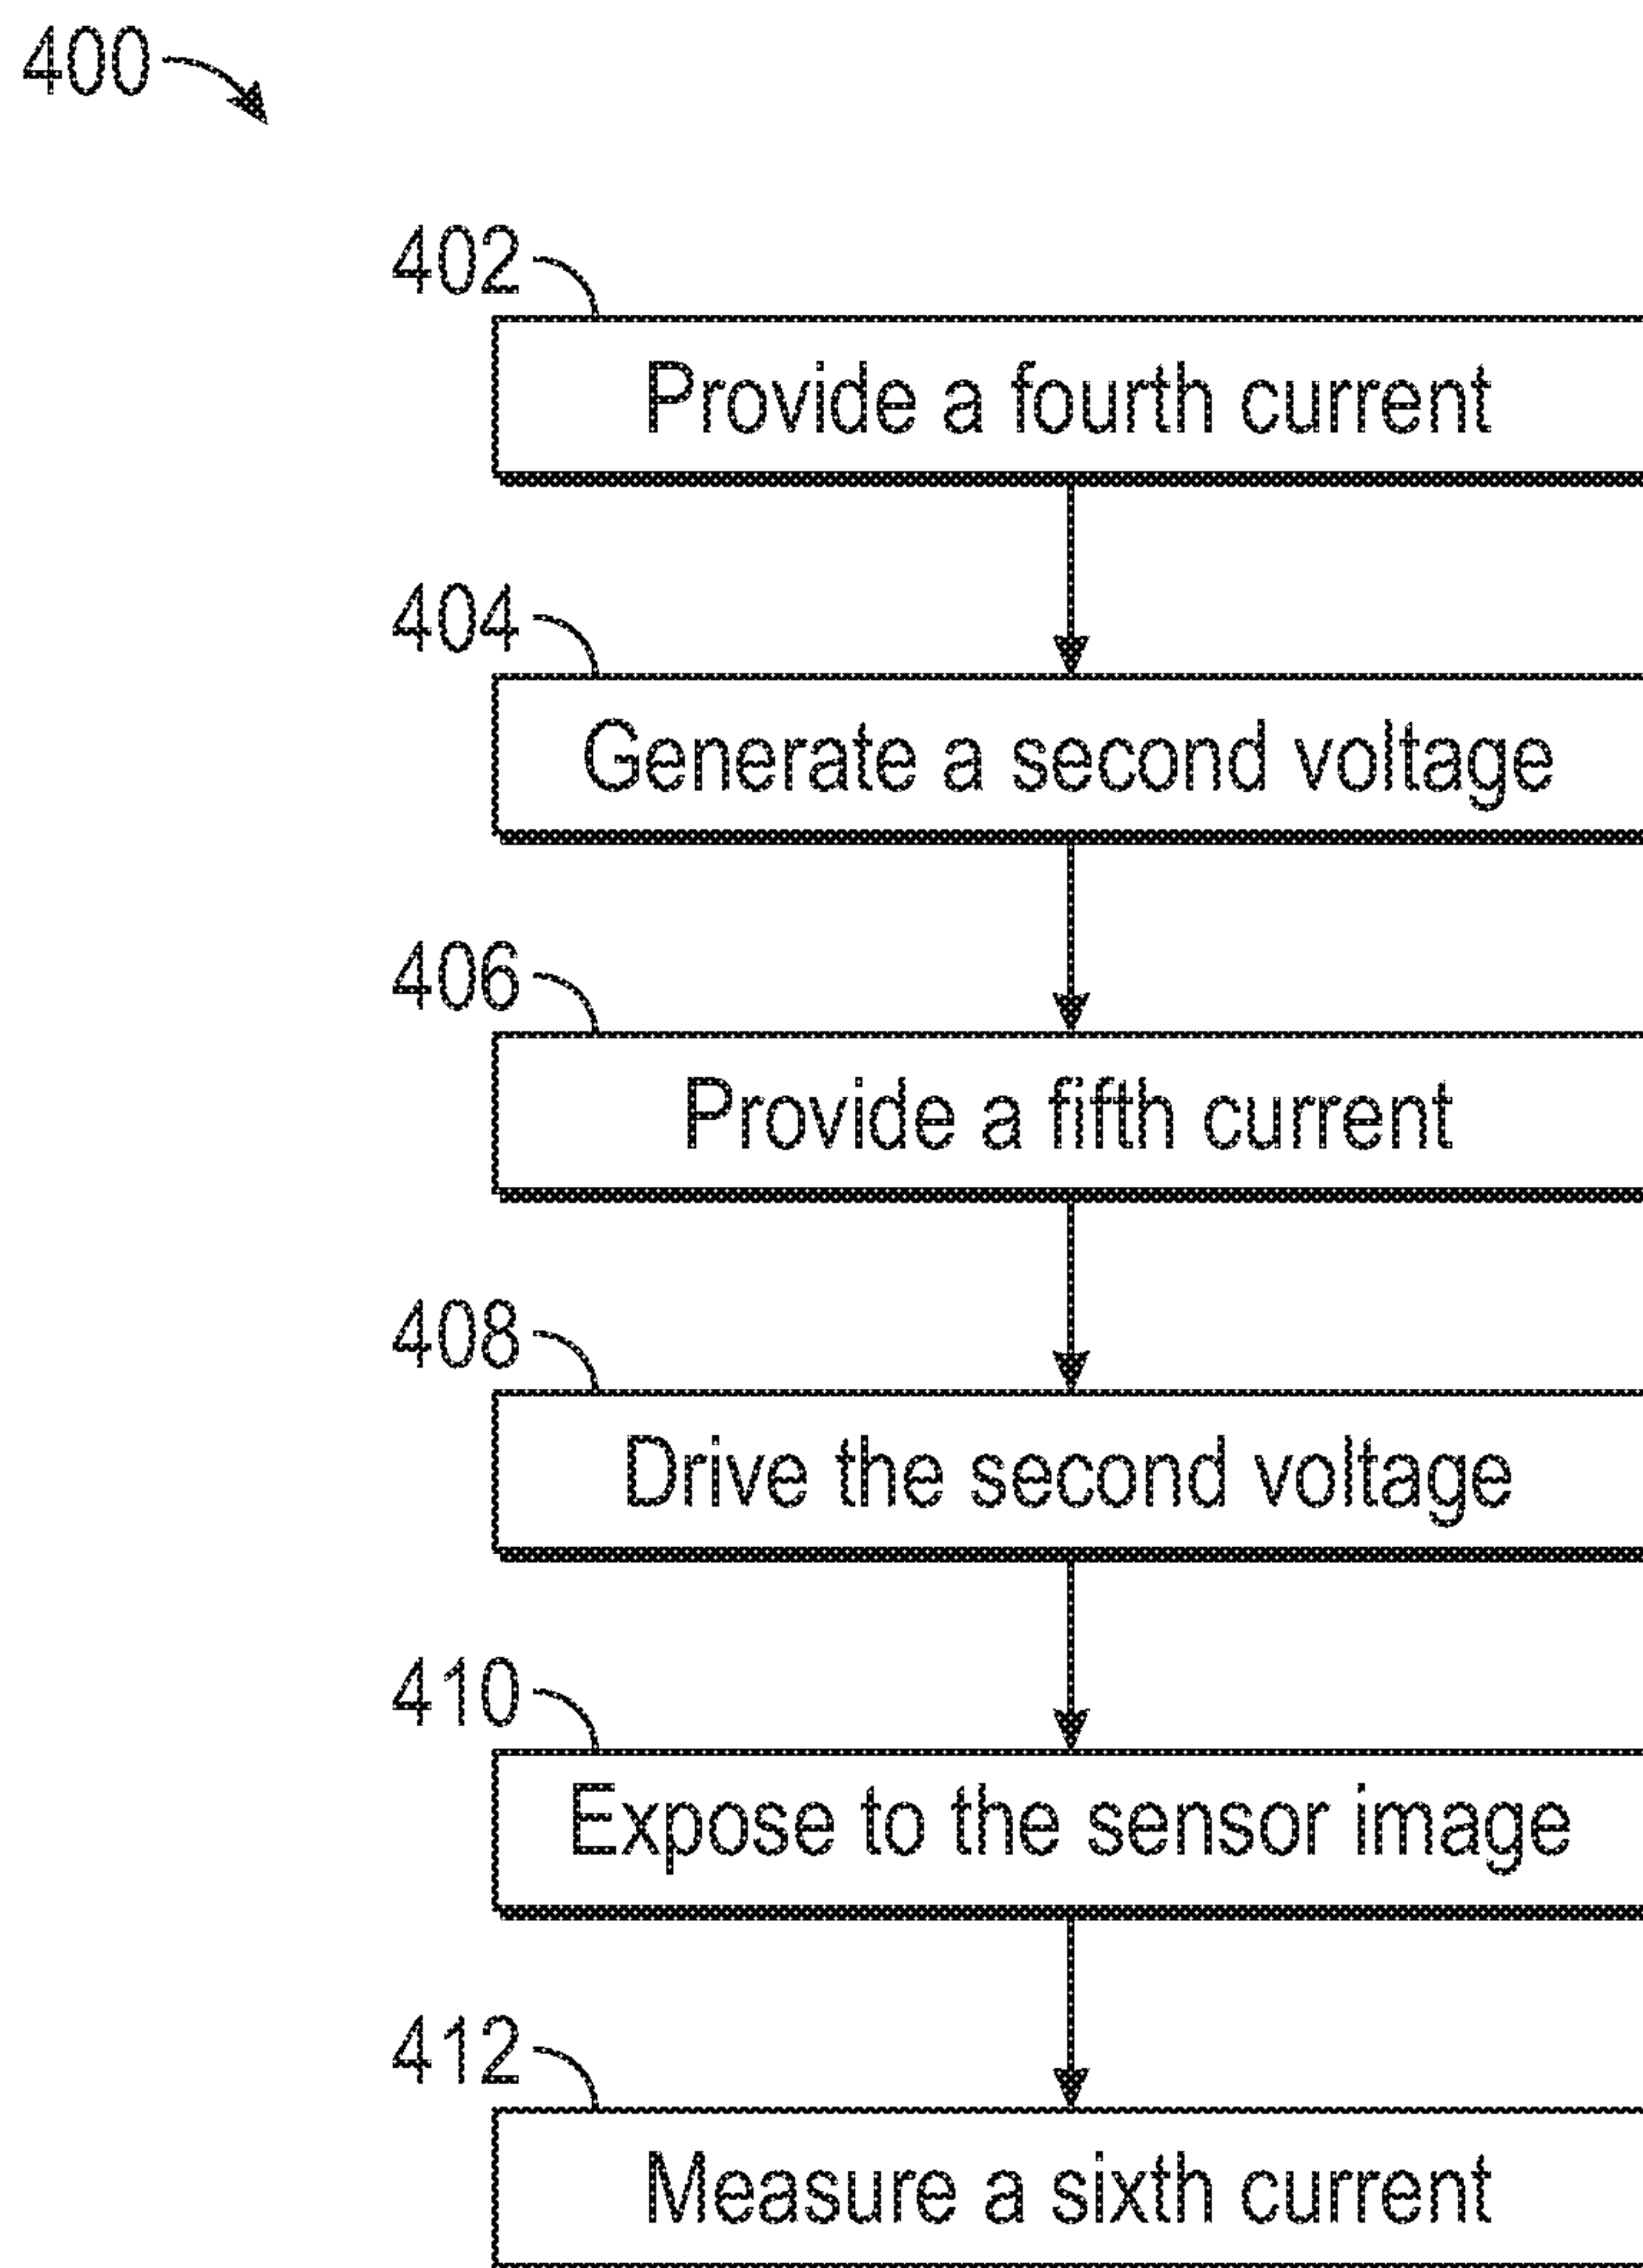 400
402
Provide a fourth current
404
Generate a second voltage
406
Provide a fifth current
408
Drive the second voltage
410
Expose to the sensor image
412
Measure a sixth current